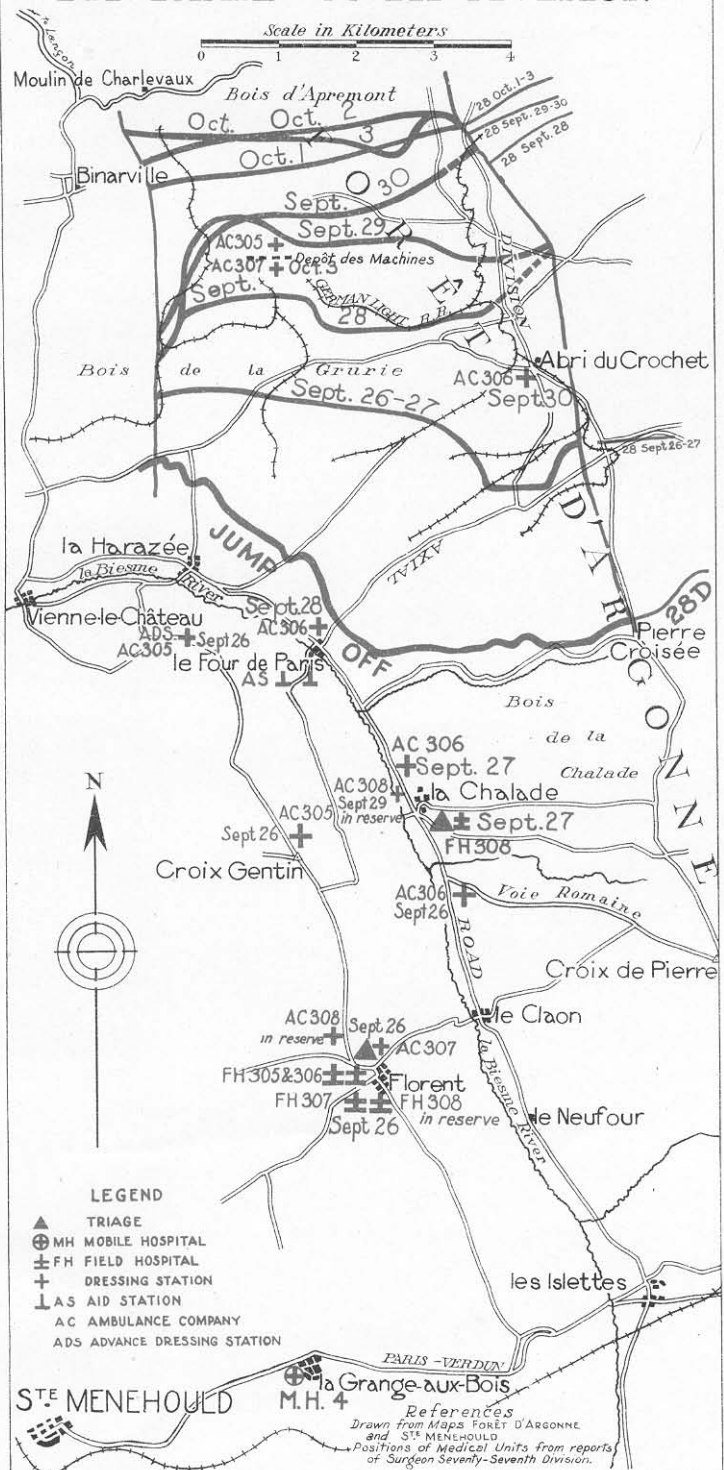 Scale in Kilometers
0 1 2 3 4
to Lançon
Moulin de Charlevaux
Bois d'Apremont
28 Oct. 1-3
28 Sept. 29-30
28 Sept. 28
Oct. 2
Oct. 3
Oct. 1
Binarville
Sept. 30
Sept. 29
AC305
AC307 Oct. 3
Depôt des Machines
Sept. 28
GERMAN LIGHT R.R.
DIVISION
FORÊT D'ARGONNE
Abri du Crochet
AC306
Sept 30
Bois de la Grurie
Sept. 26-27
28 Sept 26-27
JUMP OFF
28D
AXIAL
la Harazée
la Biesme River
Vienne-le-Château
ADS
AC305
Sept 26
Sept.28
AC306
le Four de Paris
AS
Pierre Croisée
Bois
de la
Chalade
AC 306
Sept. 27
AC308
Sept 29
in reserve
la Chalade
Sept.27
FH308
N
AC305
Sept 26
Croix Gentin
AC306
Sept 26
Voie Romaine
ROAD
Croix de Pierre
le Claon
AC308
in reserve
Sept 26
AC307
FH305&306
Florent
FH307
FH308
in reserve
Sept 26
la Biesme River
le Neufour
LEGEND
TRIAGE
MH MOBILE HOSPITAL
FH FIELD HOSPITAL
DRESSING STATION
AS AID STATION
AC AMBULANCE COMPANY
ADS ADVANCE DRESSING STATION
les Islettes
PARIS-VERDUN
la Grange-aux-Bois
M.H. 4
STE MENEHOULD
References
Drawn from Maps FORÊT D'ARGONNE
and STE MENEHOULD
Positions of Medical Units from reports
of Surgeon Seventy-Seventh Division.